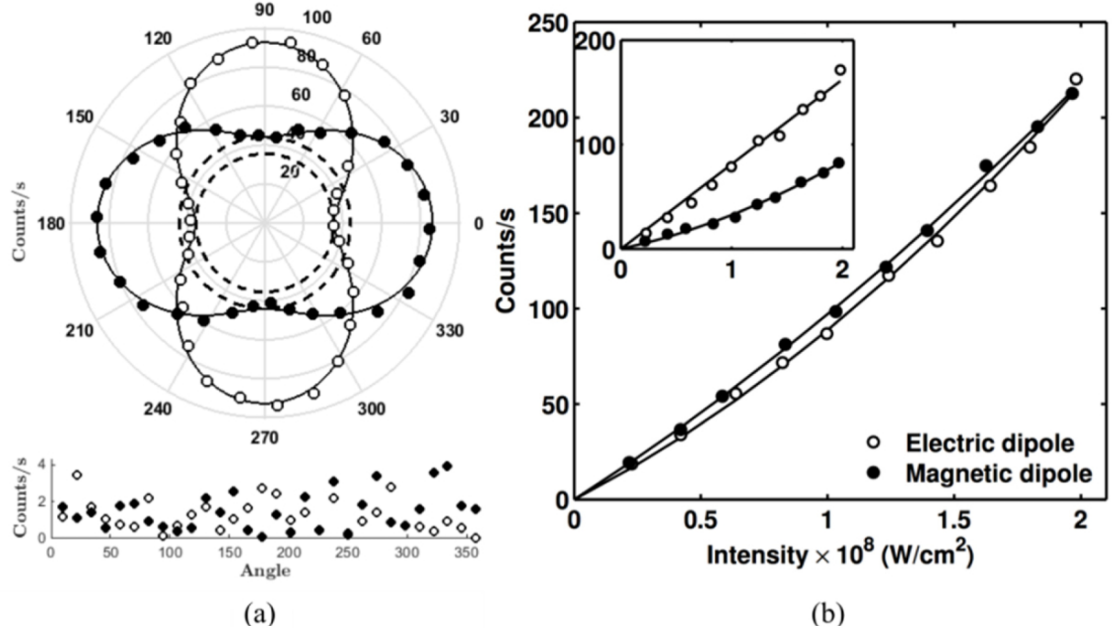 90
120
100
60
80
150
60
30
40
20
Counts/s
180
0
210
330
240
300
270
4
Counts/s
2
0
0 50 100 150 200 250 300 350
Angle
(a)
250
200
200
150
100
Counts/s
100
0
0 1 2
50
Electric dipole
Magnetic dipole
0
0 0.5 1 1.5 2
Intensity × 10⁸ (W/cm²)
(b)